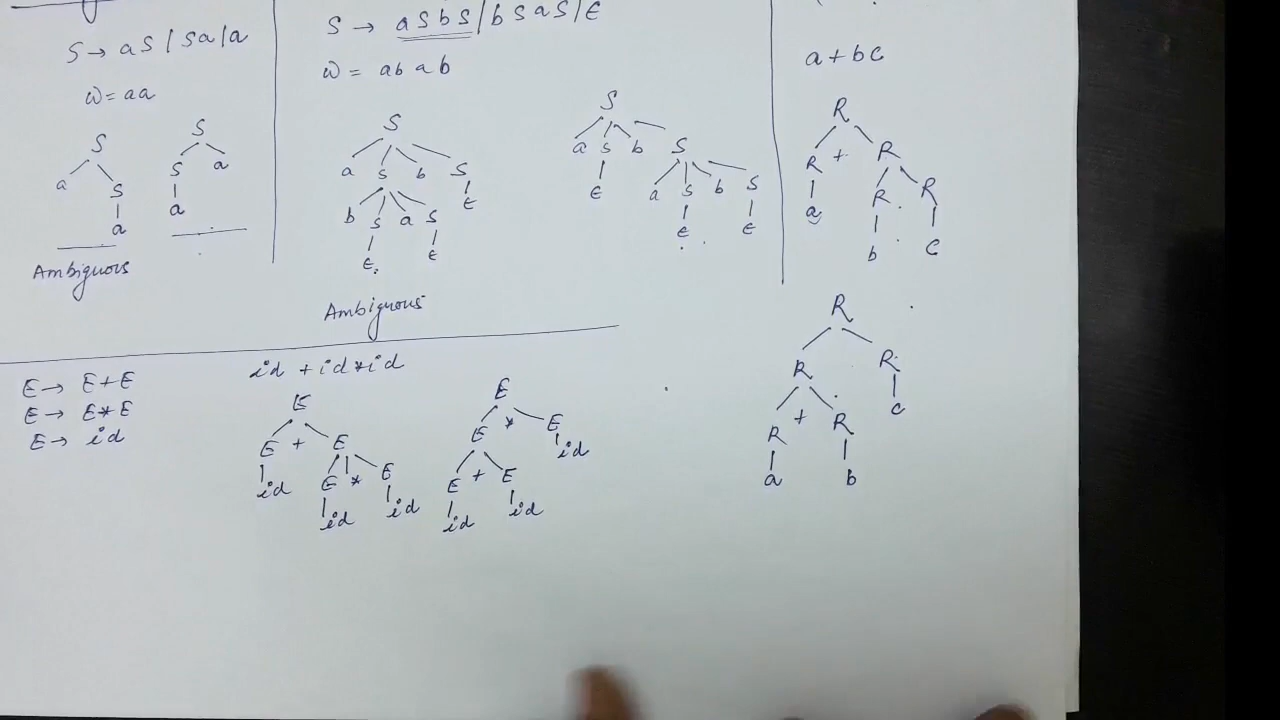 S → aS / Sa / a
W = aa
S
a S
a
S
S a
a
Ambiguous
S → aSbS / bSaS / ε
W = abab
S
a S b S
b S a S ε
ε ε
S
a S b S
ε a S b S
ε ε
Ambiguous
a + bc
R
R + R
a R . R
b c
R
R . R
R + R c
a b
E → E + E
E → E * E
E → id
id + id * id
E
E + E
id E * E
id id
E
E * E
E + E id
id id